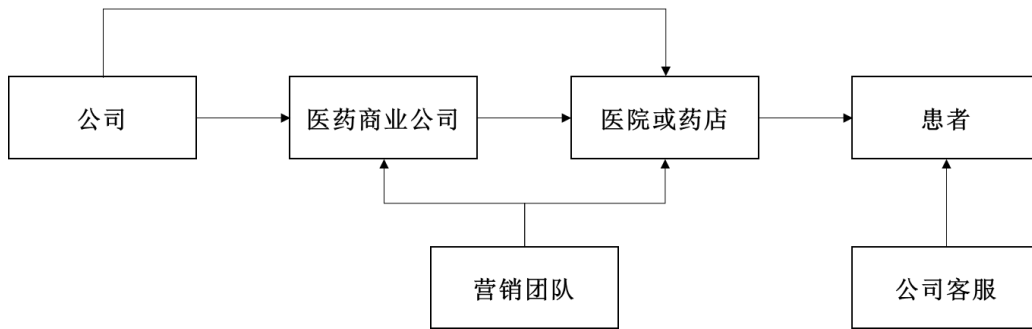 公司
医药商业公司
医院或药店
患者
营销团队
公司客服